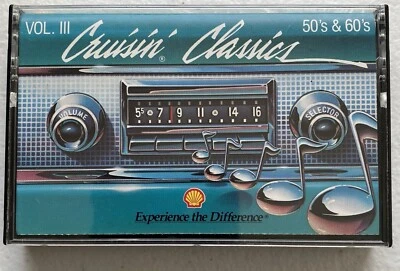 VOL. III
Cruisin'® Classics
50's & 60's
VOLUME
5⁵ 7 9 11 14 16
SELECTOR
Experience the Difference®